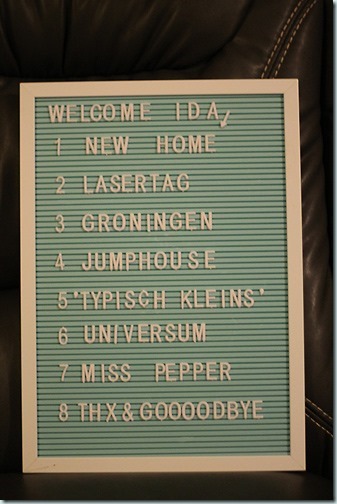 WELCOME IDA
1 NEW HOME
2 LASERTAG
3 GRONINGEN
4 JUMPHOUSE
5 "TYPISCH KLEINS"
6 UNIVERSUM
7 MISS PEPPER
8 THX&GOOOODBYE